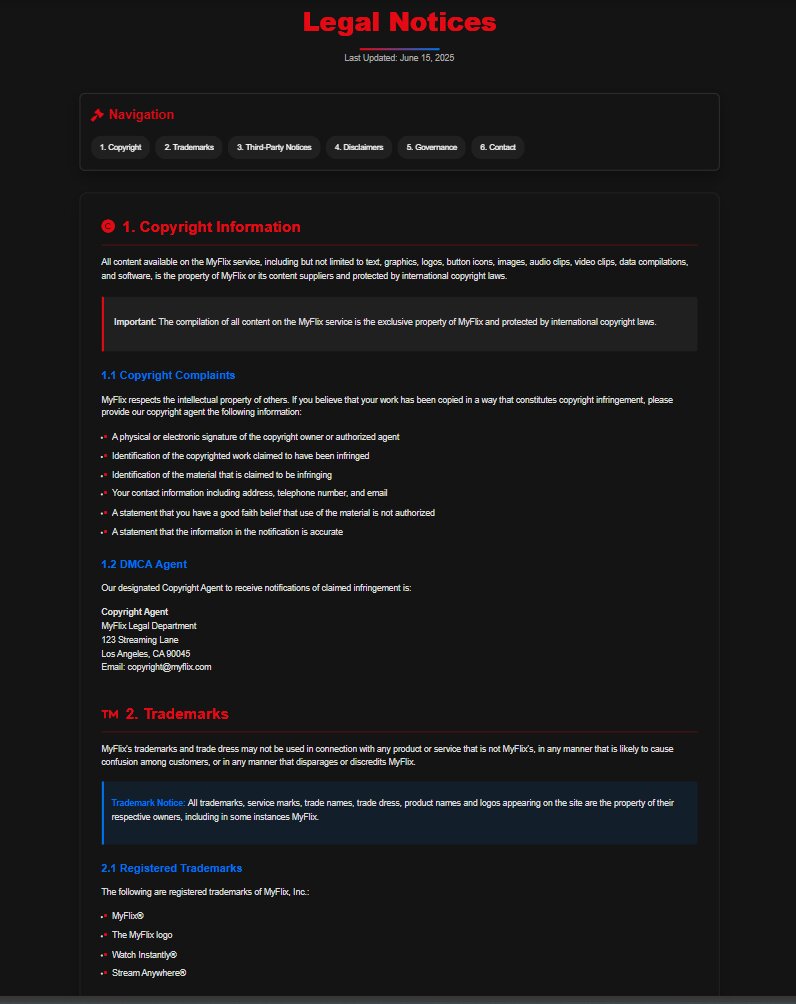 Legal Notices
Last Updated: June 15, 2025
Navigation
1. Copyright
2. Trademarks
3. Third-Party Notices
4. Disclaimers
5. Governance
6. Contact
1. Copyright Information
All content available on the MyFlix service, including but not limited to text, graphics, logos, button icons, images, audio clips, video clips, data compilations,
and software, is the property of MyFlix or its content suppliers and protected by international copyright laws.
Important: The compilation of all content on the MyFlix service is the exclusive property of MyFlix and protected by international copyright laws.
1.1 Copyright Complaints
MyFlix respects the intellectual property of others. If you believe that your work has been copied in a way that constitutes copyright infringement, please
provide our copyright agent the following information:
A physical or electronic signature of the copyright owner or authorized agent
Identification of the copyrighted work claimed to have been infringed
Identification of the material that is claimed to be infringing
Your contact information including address, telephone number, and email
A statement that you have a good faith belief that use of the material is not authorized
A statement that the information in the notification is accurate
1.2 DMCA Agent
Our designated Copyright Agent to receive notifications of claimed infringement is:
Copyright Agent
MyFlix Legal Department
123 Streaming Lane
Los Angeles, CA 90045
Email: copyright@myflix.com
TM 2. Trademarks
MyFlix's trademarks and trade dress may not be used in connection with any product or service that is not MyFlix's, in any manner that is likely to cause
confusion among customers, or in any manner that disparages or discredits MyFlix.
Trademark Notice: All trademarks, service marks, trade names, trade dress, product names and logos appearing on the site are the property of their
respective owners, including in some instances MyFlix.
2.1 Registered Trademarks
The following are registered trademarks of MyFlix, Inc.:
MyFlix®
The MyFlix logo
Watch Instantly®
Stream Anywhere®